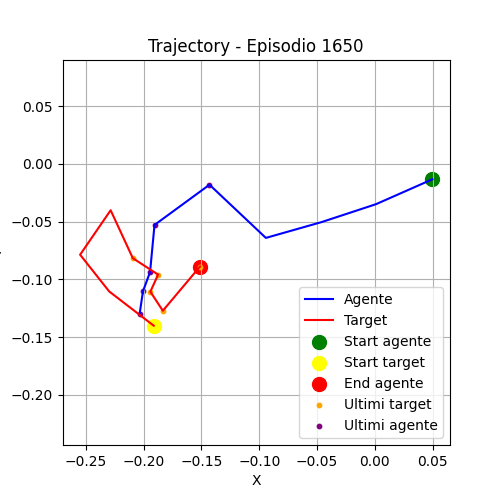 Trajectory - Episodio 1650
0.05
0.00
−0.05
−0.10
−0.15
−0.20
Agente
Target
Start agente
Start target
End agente
Ultimi target
Ultimi agente
−0.25 −0.20 −0.15 −0.10 −0.05 0.00 0.05
X